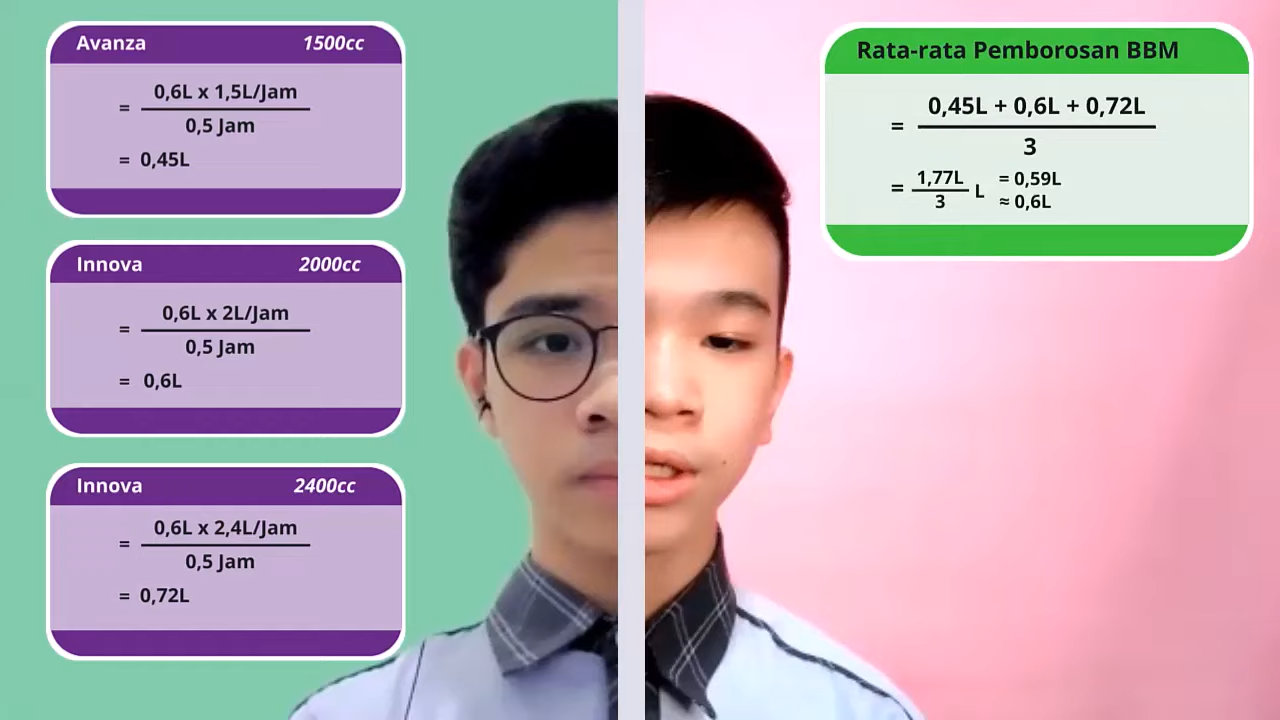 Avanza 1500cc
= 0,6L x 1,5L/Jam
0,5 Jam
= 0,45L
Innova 2000cc
= 0,6L x 2L/Jam
0,5 Jam
= 0,6L
Innova 2400cc
= 0,6L x 2,4L/Jam
0,5 Jam
= 0,72L
Rata-rata Pemborosan BBM
= 0,45L + 0,6L + 0,72L
3
= 1,77L L = 0,59L
3 ≈ 0,6L